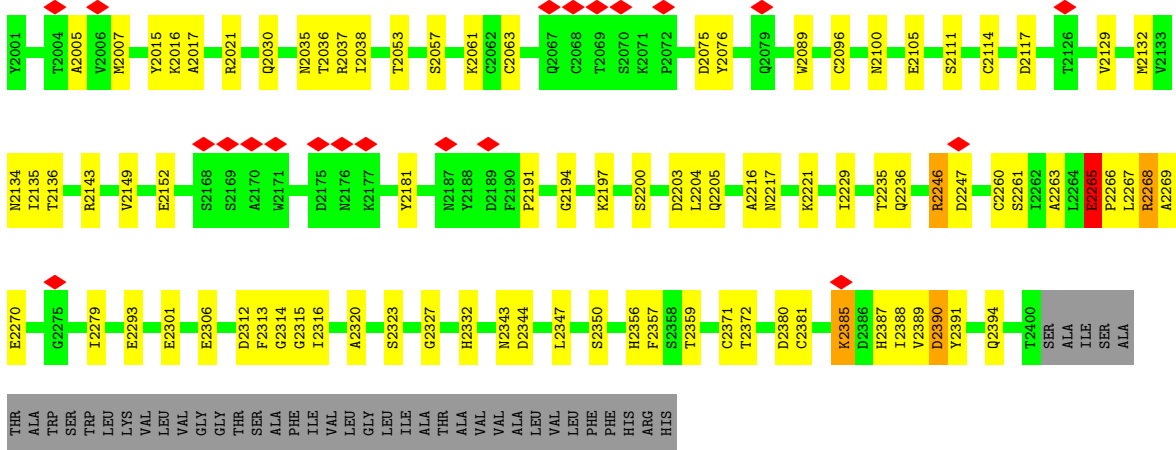 Y2001 T2004 A2005 V2006 M2007 Y2015 K2016 A2017 R2021 Q2030 N2035 T2036 R2037 I2038 T2053 S2057 K2061 C2062 C2063 Q2067 C2068 T2069 S2070 K2071 P2072 D2075 Y2076 Q2079 W2089 C2096 N2100 E2105 S2111 C2114 D2117 T2126 V2129 M2132 V2133
N2134 I2135 T2136 R2143 V2149 E2152 S2168 S2169 A2170 W2171 D2175 N2176 K2177 Y2181 N2187 Y2188 D2189 F2190 P2191 G2194 K2197 S2200 D2203 L2204 Q2205 A2216 N2217 K2221 I2229 T2235 Q2236 R2246 D2247 C2260 S2261 I2262 A2263 L2264 E2265 P2266 L2267 R2268 A2269
E2270 G2275 I2279 E2293 E2301 E2306 D2312 F2313 G2314 G2315 I2316 A2320 S2323 G2327 H2332 N2343 D2344 L2347 S2350 H2356 F2357 S2358 T2359 C2371 T2372 D2380 C2381 K2385 D2386 H2387 I2388 V2389 D2390 Y2391 Q2394 T2400 SER ALA ILE SER ALA
THR ALA TRP SER TRP LEU LYS VAL LEU VAL GLY GLY THR SER ALA PHE ILE VAL LEU GLY LEU ILE ALA THR ALA VAL VAL ALA LEU VAL LEU PHE PHE HIS ARG HIS